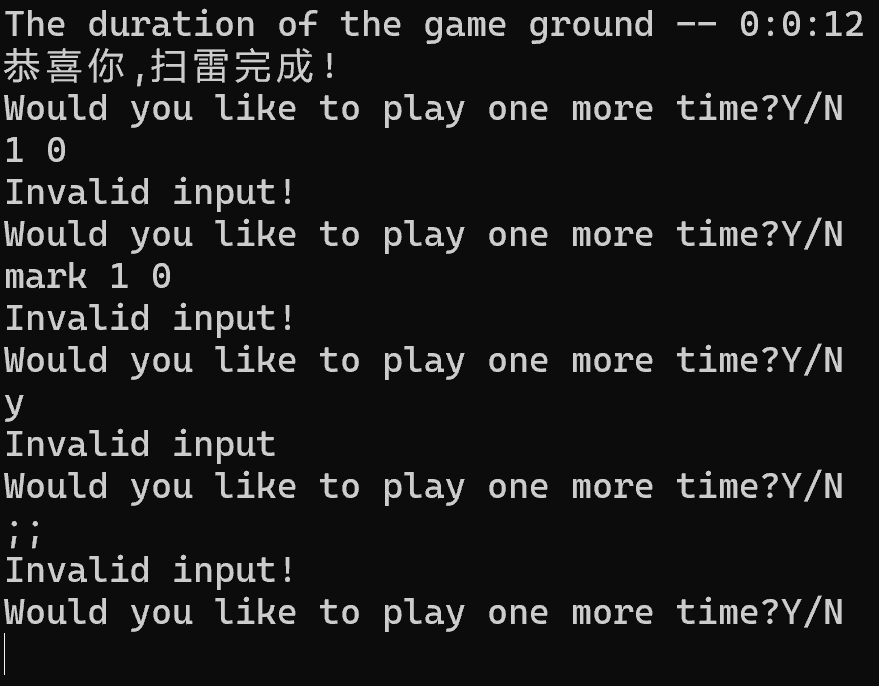 The duration of the game ground -- 0:0:12
恭喜你,扫雷完成!
Would you like to play one more time?Y/N
1 0
Invalid input!
Would you like to play one more time?Y/N
mark 1 0
Invalid input!
Would you like to play one more time?Y/N
y
Invalid input
Would you like to play one more time?Y/N
;;
Invalid input!
Would you like to play one more time?Y/N